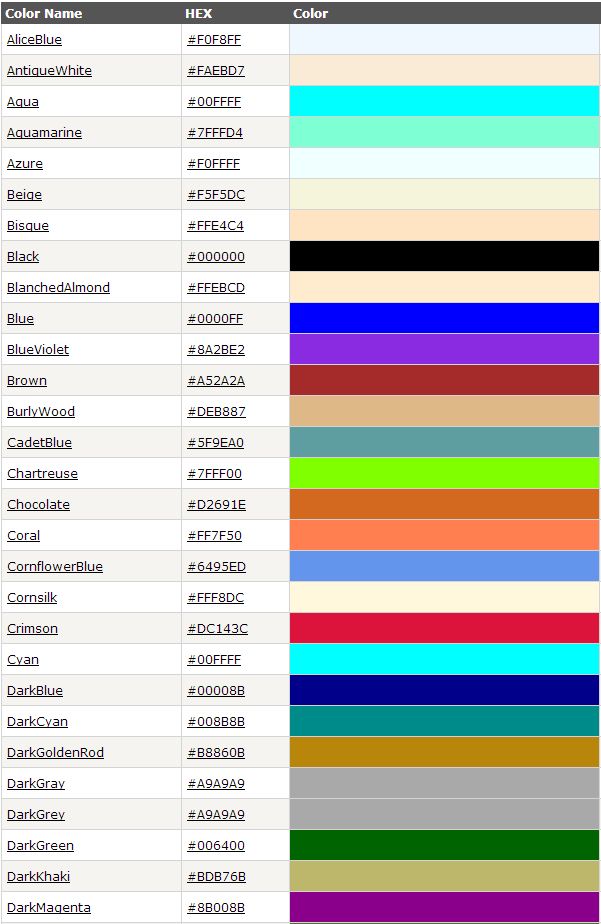 Color Name HEX Color
AliceBlue #F0F8FF
AntiqueWhite #FAEBD7
Aqua #00FFFF
Aquamarine #7FFFD4
Azure #F0FFFF
Beige #F5F5DC
Bisque #FFE4C4
Black #000000
BlanchedAlmond #FFEBCD
Blue #0000FF
BlueViolet #8A2BE2
Brown #A52A2A
BurlyWood #DEB887
CadetBlue #5F9EA0
Chartreuse #7FFF00
Chocolate #D2691E
Coral #FF7F50
CornflowerBlue #6495ED
Cornsilk #FFF8DC
Crimson #DC143C
Cyan #00FFFF
DarkBlue #00008B
DarkCyan #008B8B
DarkGoldenRod #B8860B
DarkGray #A9A9A9
DarkGrey #A9A9A9
DarkGreen #006400
DarkKhaki #BDB76B
DarkMagenta #8B008B